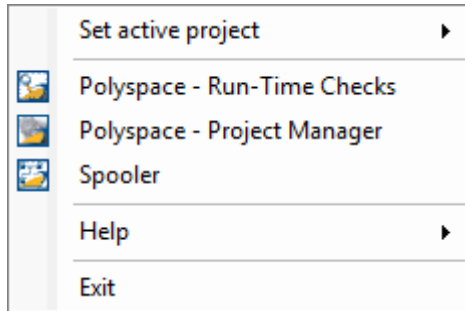 Set active project
Polyspace - Run-Time Checks
Polyspace - Project Manager
Spooler
Help
Exit